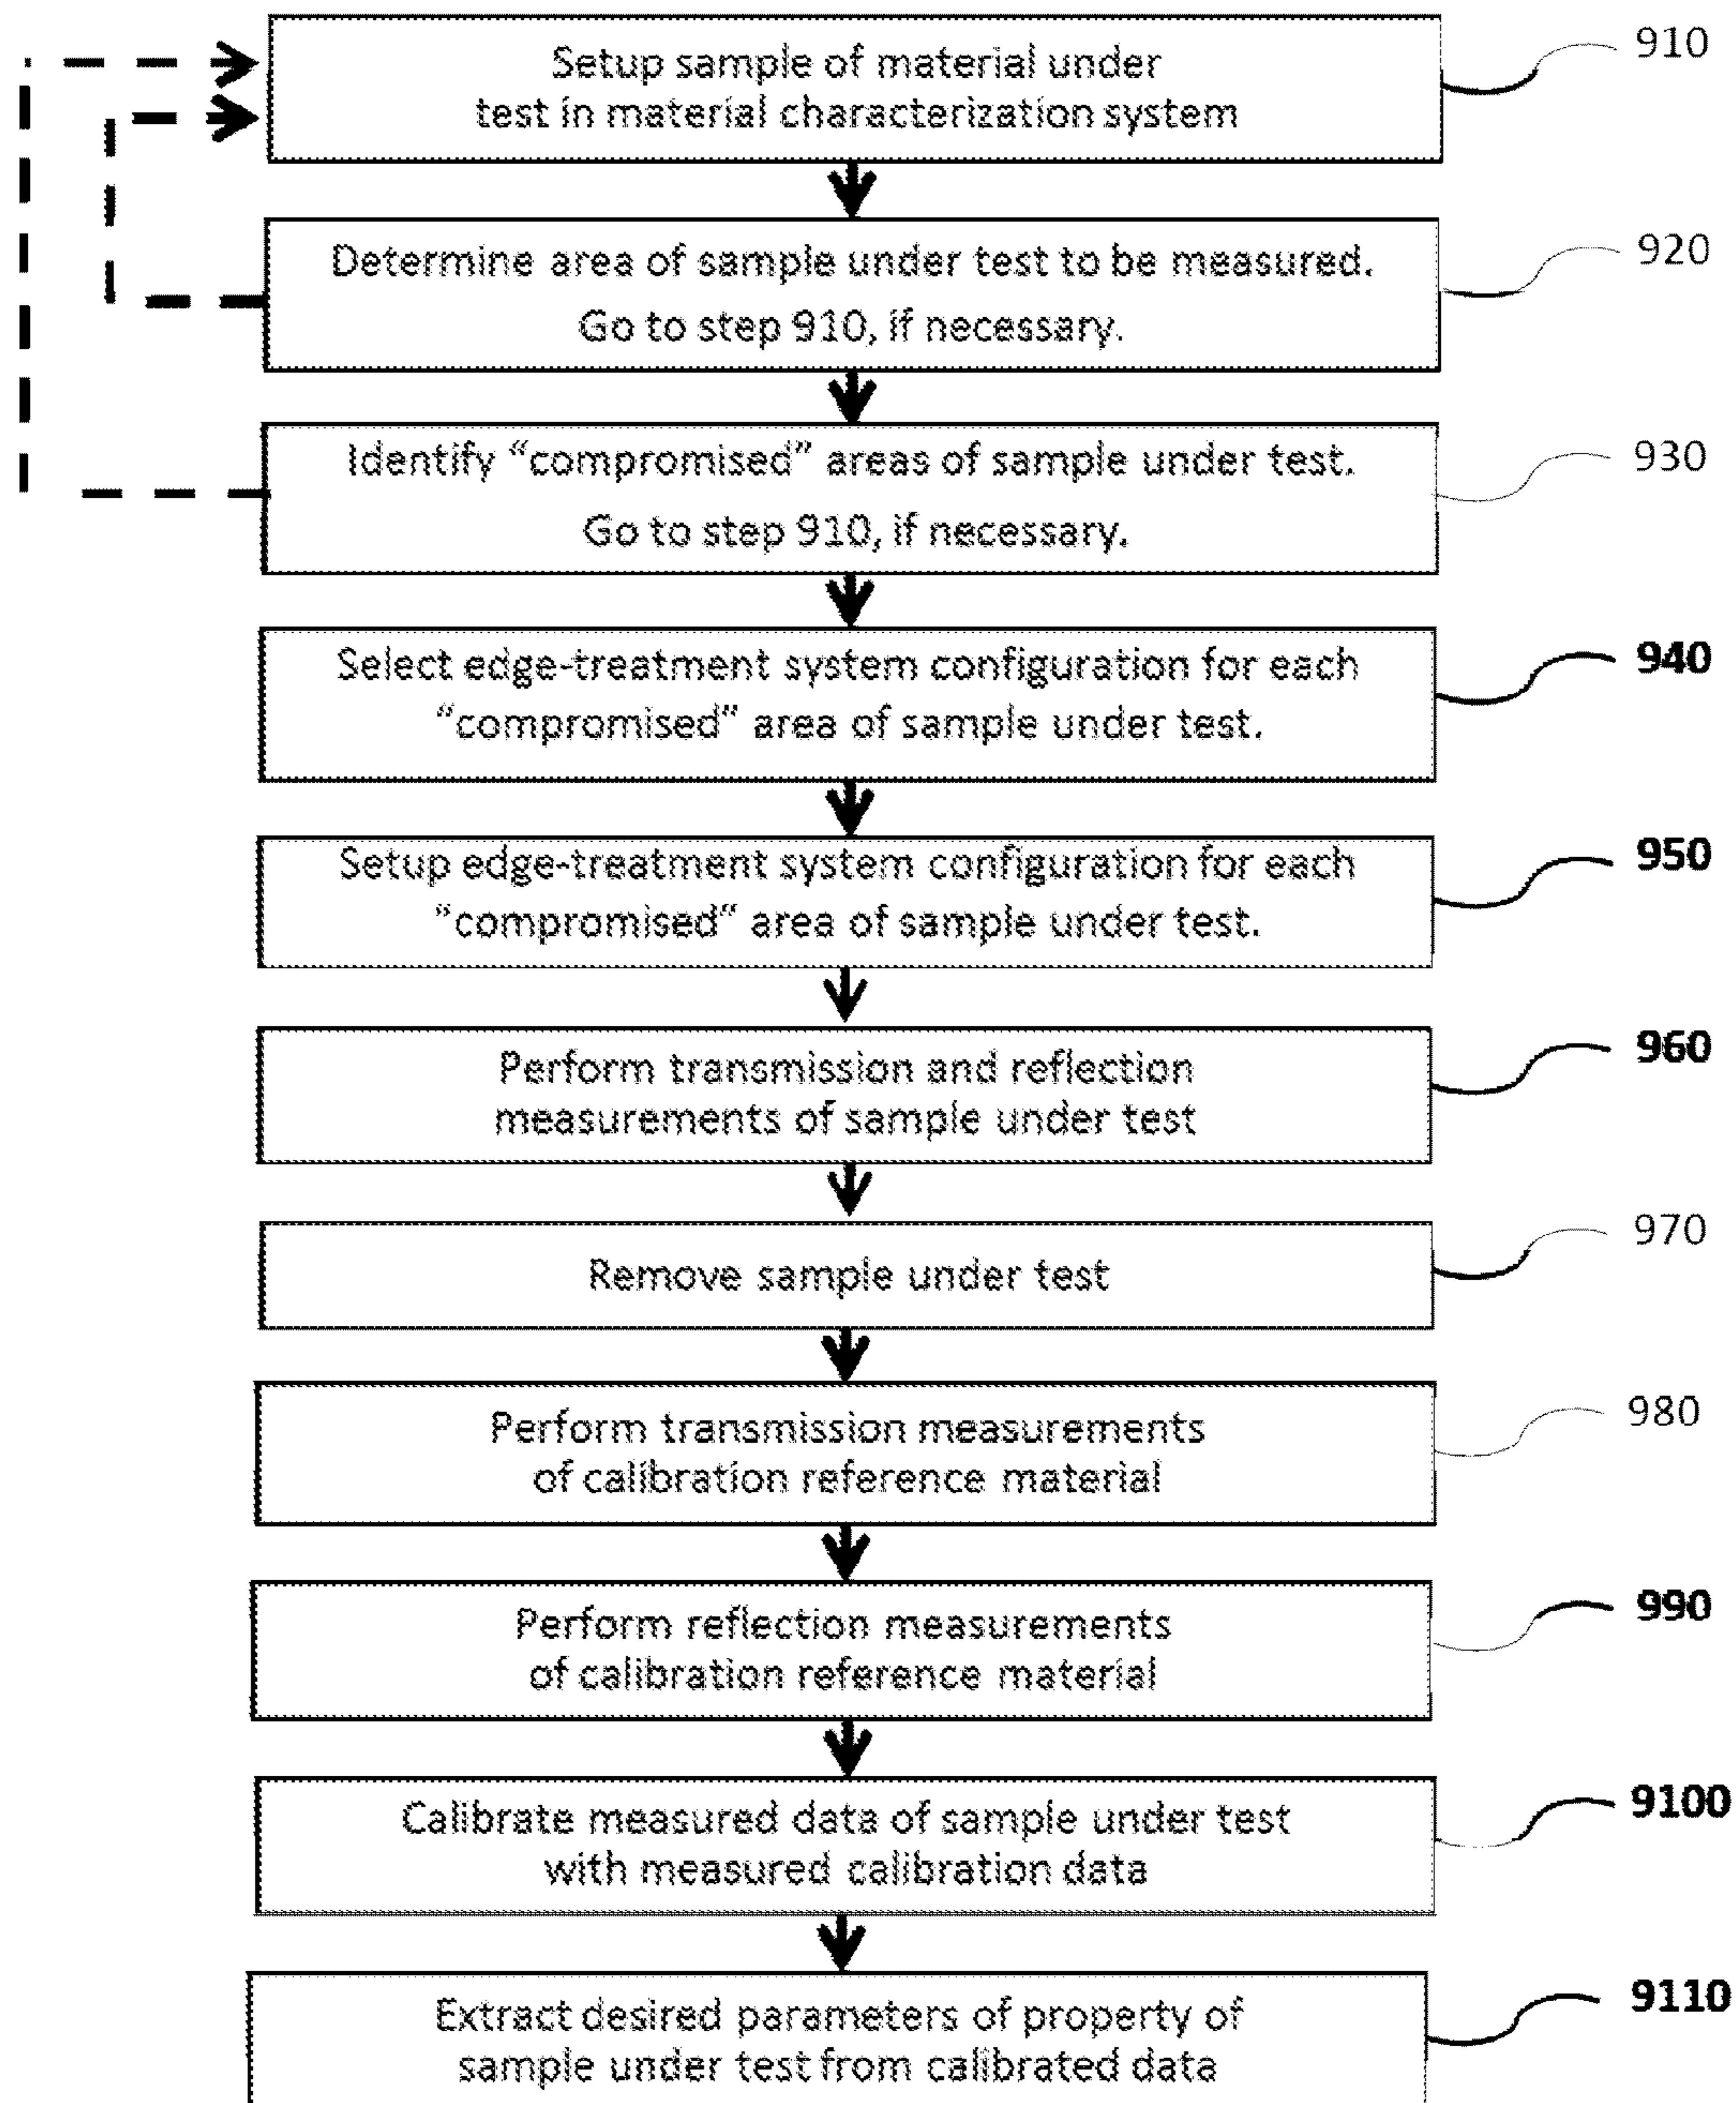 Setup sample of material under
test in material characterization system
910
Determine area of sample under test to be measured.
Go to step 910, if necessary.
920
Identify “compromised” areas of sample under test.
Go to step 910, if necessary.
930
Select edge-treatment system configuration for each
“compromised” area of sample under test.
940
Setup edge-treatment system configuration for each
“compromised” area of sample under test.
950
Perform transmission and reflection
measurements of sample under test
960
Remove sample under test
970
Perform transmission measurements
of calibration reference material
980
Perform reflection measurements
of calibration reference material
990
Calibrate measured data of sample under test
with measured calibration data
9100
Extract desired parameters of property of
sample under test from calibrated data
9110